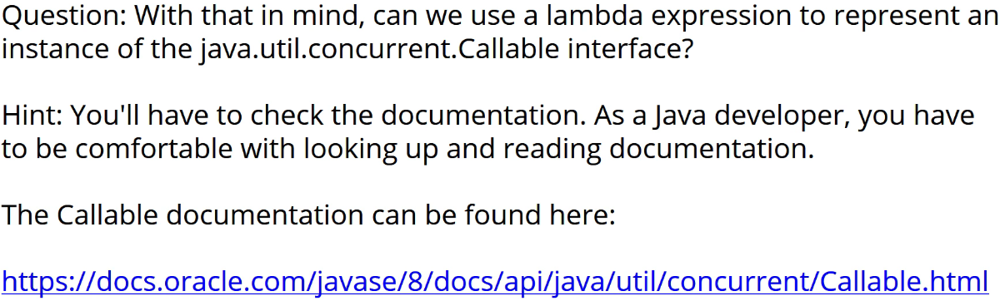 Question: With that in mind, can we use a lambda expression to represent an
instance of the java.util.concurrent.Callable interface?
Hint: You'll have to check the documentation. As a Java developer, you have
to be comfortable with looking up and reading documentation.
The Callable documentation can be found here:
https://docs.oracle.com/javase/8/docs/api/java/util/concurrent/Callable.html